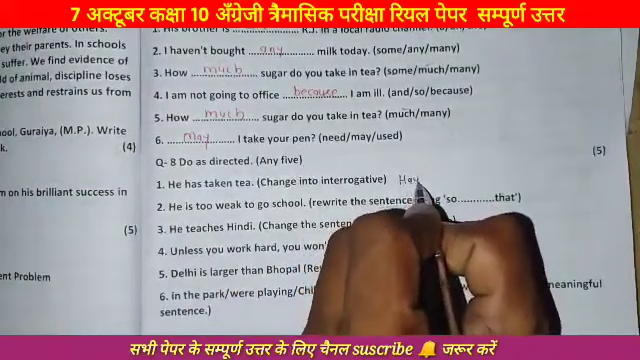 7 अक्टूबर कक्षा 10 अँग्रेजी त्रैमासिक परीक्षा रियल पेपर सम्पूर्ण उत्तर
or the welfare of others.
ey their parents. In schools
suffer. We find evidence of
ld of animal, discipline loses
erests and restrains us from
ool, Guraiya, (M.P.). Write
k. (4)
m on his brilliant success in
(5)
ent Problem
1. His brother is R.J. in a local radio channel.
2. I haven't bought ...any... milk today. (some/any/many)
3. How ...much... sugar do you take in tea? (some/much/many)
4. I am not going to office ...because... I am ill. (and/so/because)
5. How ...much... sugar do you take in tea? (much/many)
6. ...may... I take your pen? (need/may/used)
Q- 8 Do as directed. (Any five) (5)
1. He has taken tea. (Change into interrogative) Hay
2. He is too weak to go school. (rewrite the sentence 'so............that')
3. He teaches Hindi. (Change the
4. Unless you work hard, you won'
5. Delhi is larger than Bhopal
6. in the park/were playing/ meaningful
sentence.)
सभी पेपर के सम्पूर्ण उत्तर के लिए चैनल suscribe 🔔 जरूर करें